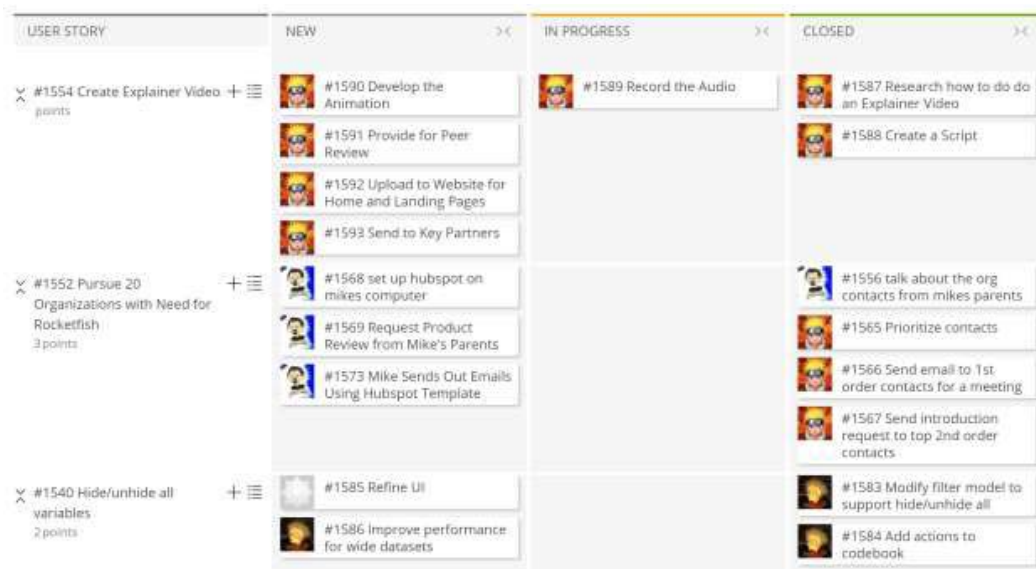 USER STORY
NEW
IN PROGRESS
CLOSED
#1554 Create Explainer Video
points
#1590 Develop the
Animation
#1591 Provide for Peer
Review
#1592 Upload to Website for
Home and Landing Pages
#1593 Send to Key Partners
#1589 Record the Audio
#1587 Research how to do do
an Explainer Video
#1588 Create a Script
#1552 Pursue 20
Organizations with Need for
Rocketfish
3 points
#1568 set up hubspot on
mikes computer
#1569 Request Product
Review from Mike's Parents
#1573 Mike Sends Out Emails
Using Hubspot Template
#1556 talk about the org
contacts from mikes parents
#1565 Prioritize contacts
#1566 Send email to 1st
order contacts for a meeting
#1567 Send introduction
request to top 2nd order
contacts
#1540 Hide/unhide all
variables
2 points
#1585 Refine UI
#1586 Improve performance
for wide datasets
#1583 Modify filter model to
support hide/unhide all
#1584 Add actions to
codebook